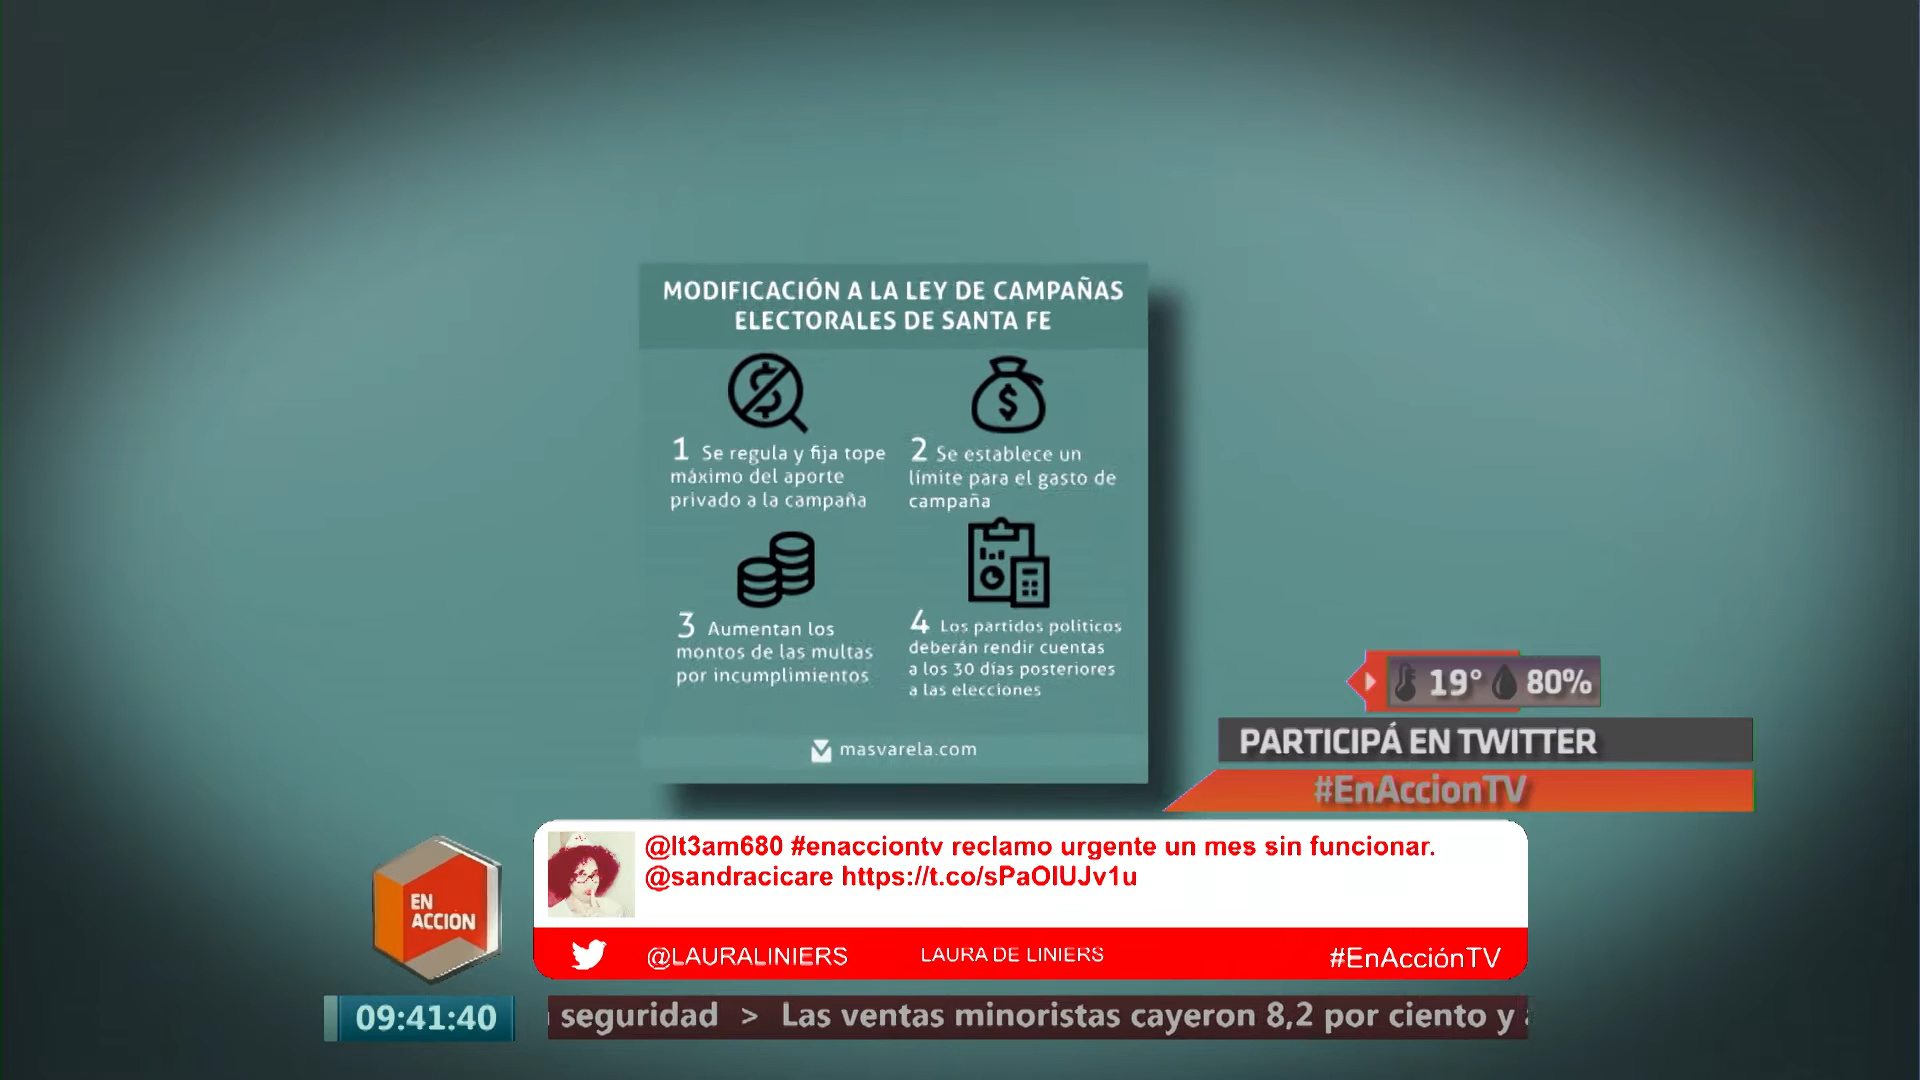 MODIFICACIÓN A LA LEY DE CAMPAÑAS
ELECTORALES DE SANTA FE
1 Se regula y fija tope
máximo del aporte
privado a la campaña
2 Se establece un
límite para el gasto de
campaña
3 Aumentan los
montos de las multas
por incumplimientos
4 Los partidos políticos
deberán rendir cuentas
a los 30 días posteriores
a las elecciones
masvarela.com
19° 80%
PARTICIPÁ EN TWITTER
#EnAccionTV
@lt3am680 #enacciontv reclamo urgente un mes sin funcionar.
@sandracicare https://t.co/sPaOIUJv1u
EN
ACCIÓN
@LAURALINIERS LAURA DE LINIERS #EnAcciónTV
09:41:40
seguridad > Las ventas minoristas cayeron 8,2 por ciento y